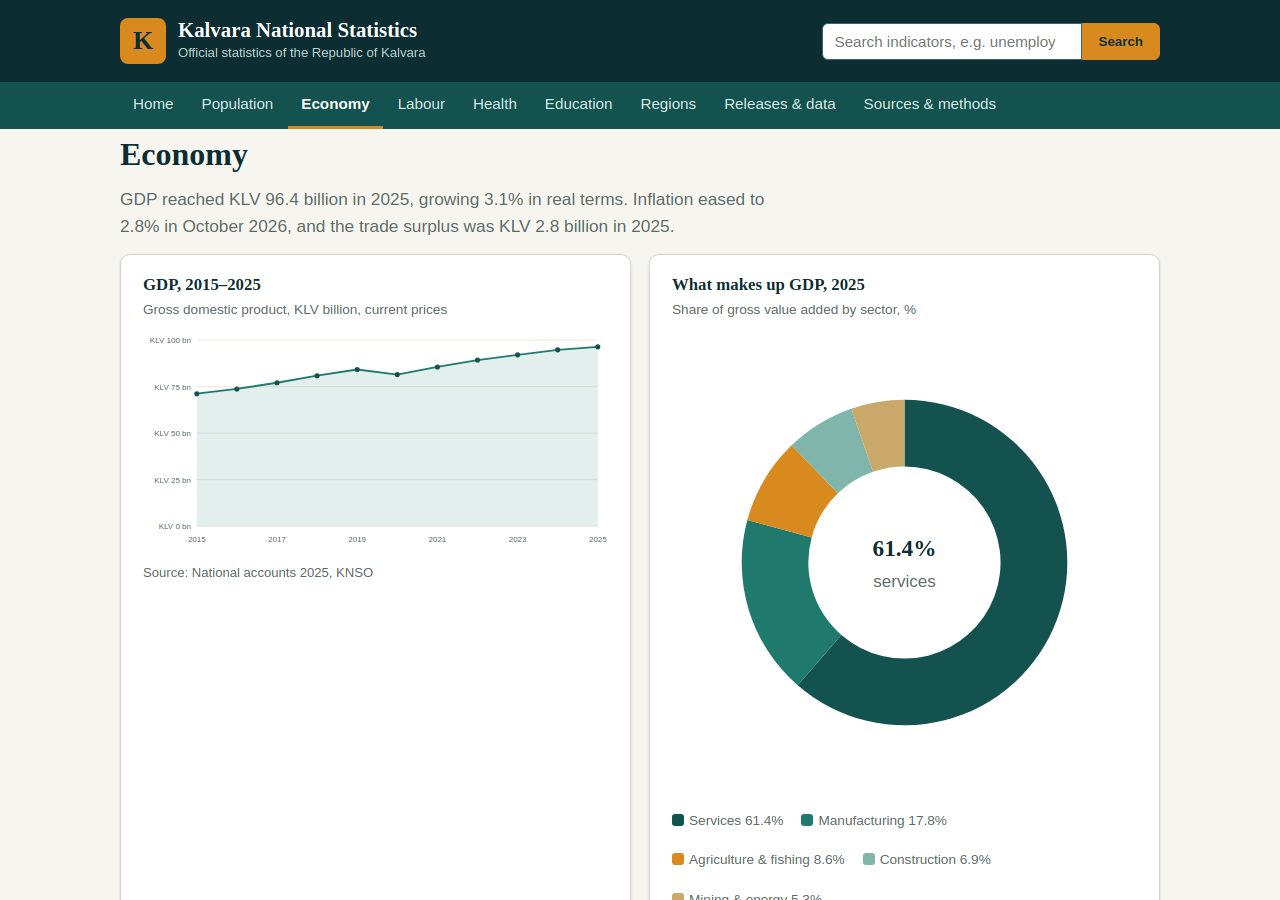 K
Kalvara National Statistics
Official statistics of the Republic of Kalvara
Search indicators, e.g. unemploy
Search
Home
Population
Economy
Labour
Health
Education
Regions
Releases & data
Sources & methods
Economy
GDP reached KLV 96.4 billion in 2025, growing 3.1% in real terms. Inflation eased to
2.8% in October 2026, and the trade surplus was KLV 2.8 billion in 2025.
GDP, 2015–2025
Gross domestic product, KLV billion, current prices
KLV 100 bn
KLV 75 bn
KLV 50 bn
KLV 25 bn
KLV 0 bn
2015
2017
2019
2021
2023
2025
Source: National accounts 2025, KNSO
What makes up GDP, 2025
Share of gross value added by sector, %
61.4%
services
Services 61.4%
Manufacturing 17.8%
Agriculture & fishing 8.6%
Construction 6.9%
Mining & energy 5.3%